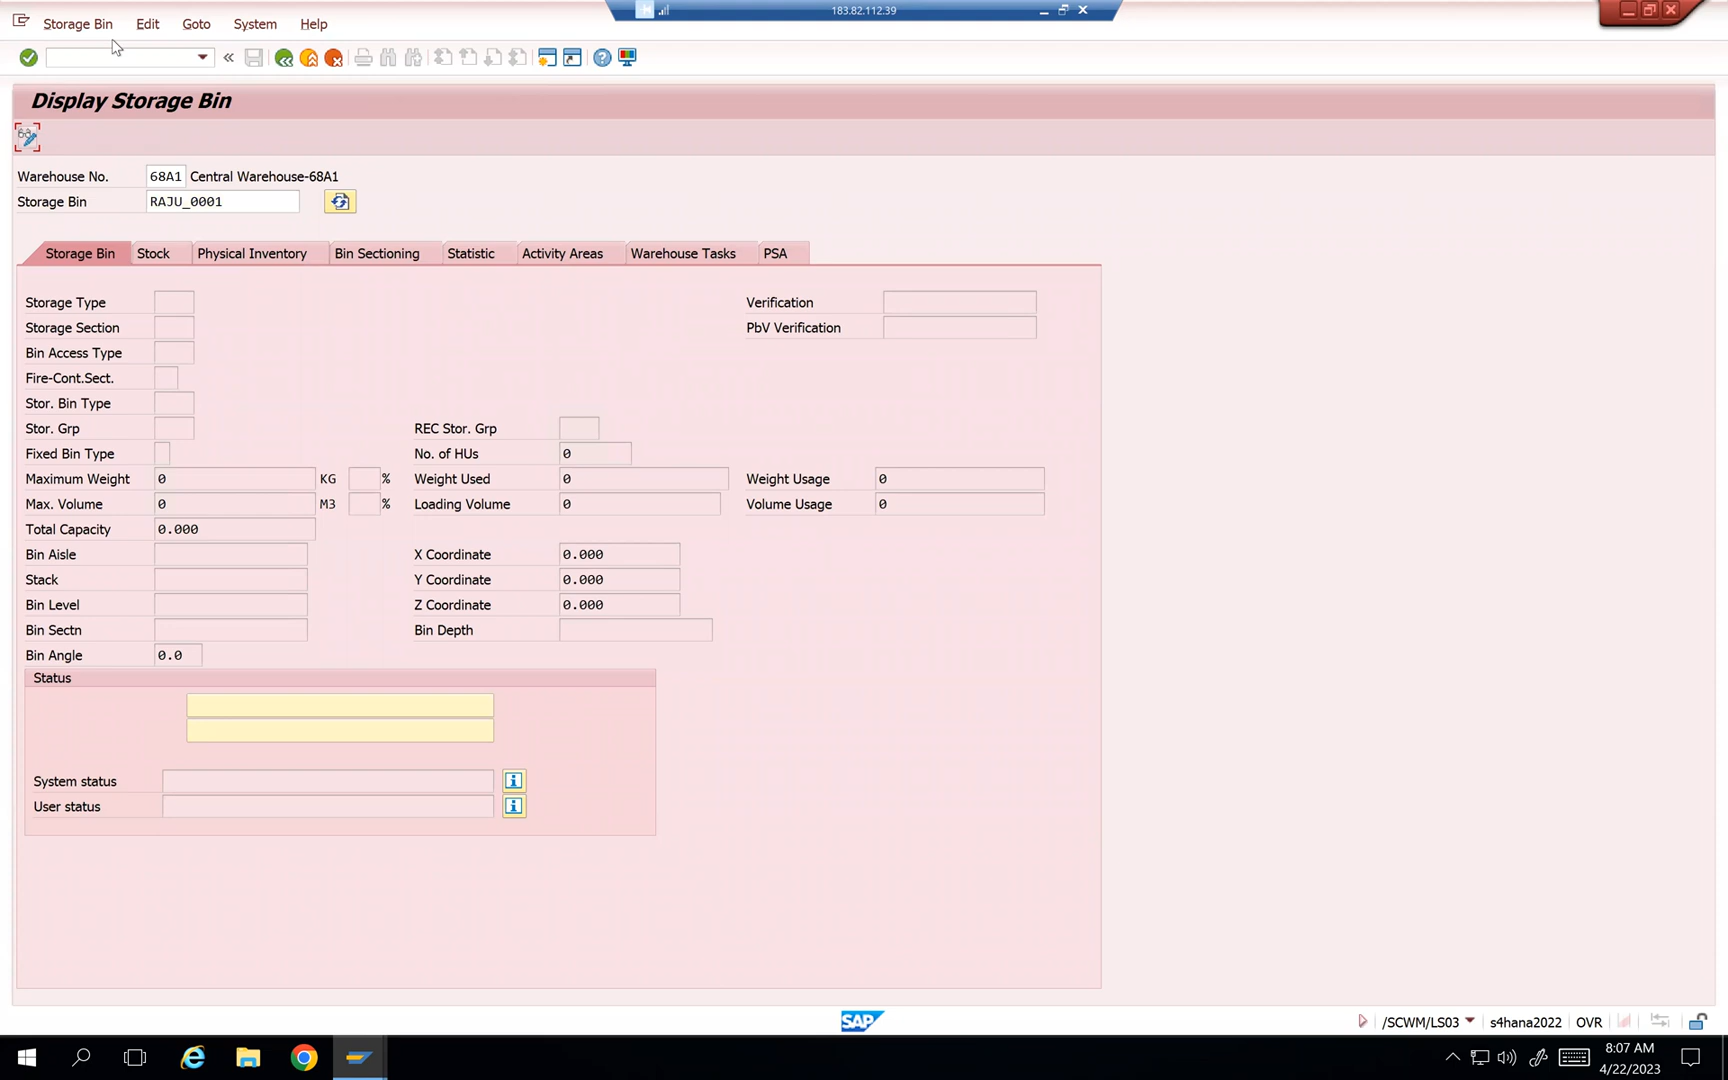 183.82.112.39
Storage Bin Edit Goto System Help
Display Storage Bin
Warehouse No. 68A1 Central Warehouse-68A1
Storage Bin RAJU_0001
Storage Bin Stock Physical Inventory Bin Sectioning Statistic Activity Areas Warehouse Tasks PSA
Storage Type Verification
Storage Section PbV Verification
Bin Access Type
Fire-Cont.Sect.
Stor. Bin Type
Stor. Grp REC Stor. Grp
Fixed Bin Type No. of HUs 0
Maximum Weight 0 KG % Weight Used 0 Weight Usage 0
Max. Volume 0 M3 % Loading Volume 0 Volume Usage 0
Total Capacity 0.000
Bin Aisle X Coordinate 0.000
Stack Y Coordinate 0.000
Bin Level Z Coordinate 0.000
Bin Sectn Bin Depth
Bin Angle 0.0
Status
System status
User status
SAP /SCWM/LS03 s4hana2022 OVR
8:07 AM
4/22/2023